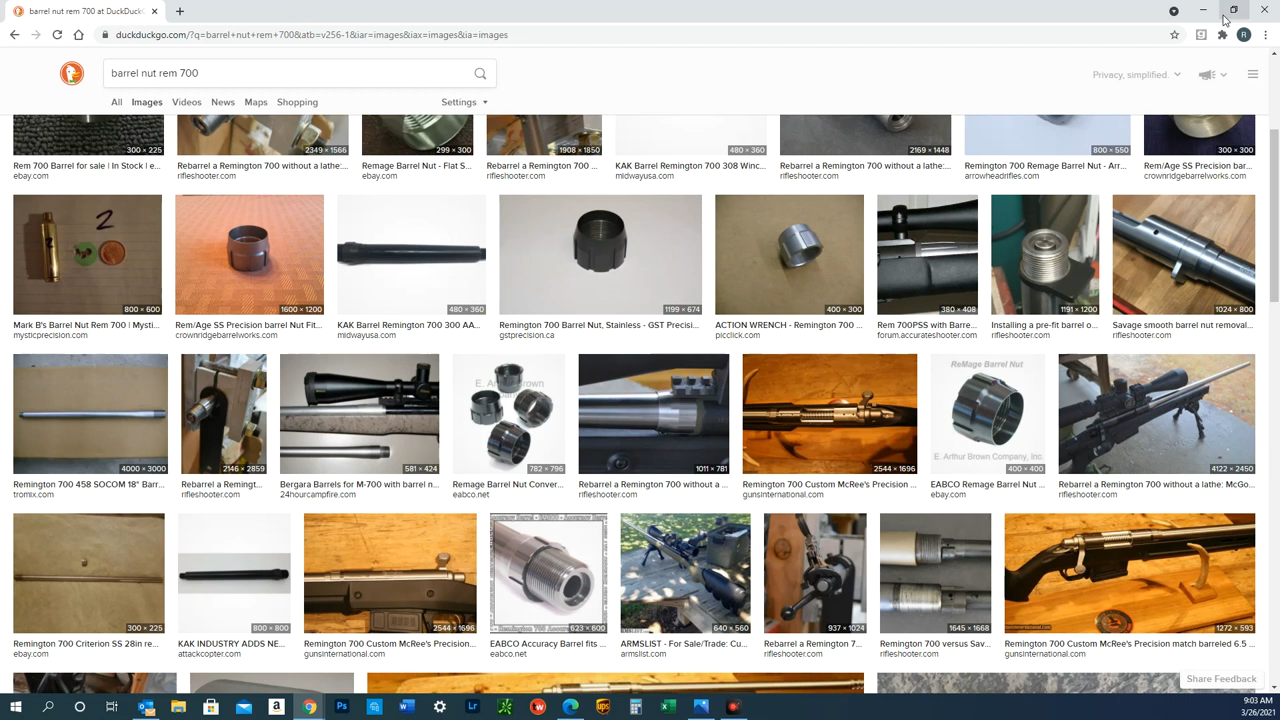 barrel nut rem 700 at DuckDuckG
duckduckgo.com/?q=barrel+nut+rem+700&atb=v256-1&iar=images&iax=images&ia=images
R
barrel nut rem 700
Privacy, simplified.
All Images Videos News Maps Shopping Settings
300 × 225 2349 × 1566 299 × 300 1908 × 1850 480 × 360 2169 × 1448 800 × 550 300 × 300
Rem 700 Barrel for sale | In Stock | e... Rebarrel a Remington 700 without a lathe:... Remage Barrel Nut - Flat S... Rebarrel a Remington 700 ... KAK Barrel Remington 700 308 Winc... Rebarrel a Remington 700 without a lathe:... Remington 700 Remage Barrel Nut - Arr... Rem/Age SS Precision bar...
ebay.com rifleshooter.com ebay.com rifleshooter.com midwayusa.com rifleshooter.com arrowheadrifles.com crownridgebarrelworks.com
2
800 × 600 1600 × 1200 480 × 360 1199 × 674 400 × 300 380 × 408 1191 × 1200 1024 × 800
Mark B's Barrel Nut Rem 700 | Mysti... Rem/Age SS Precision barrel Nut Fit... KAK Barrel Remington 700 300 AA... Remington 700 Barrel Nut, Stainless - GST Precisi... ACTION WRENCH - Remington 700 ... Rem 700PSS with Barre... Installing a pre-fit barrel o... Savage smooth barrel nut removal...
mysticprecision.com crownridgebarrelworks.com midwayusa.com gstprecision.ca picclick.com forum.accurateshooter.com rifleshooter.com rifleshooter.com
E. Arthur Brown
ReMage Barrel Nut
E. Arthur Brown Company, Inc.
4000 × 3000 2146 × 2859 581 × 424 782 × 796 1011 × 781 2544 × 1696 400 × 400 4122 × 2450
Remington 700 458 SOCOM 18" Barr... Rebarrel a Remingt... Bergara Barrels for M-700 with barrel n... Remage Barrel Nut Conver... Rebarrel a Remington 700 without a ... Remington 700 Custom McRee's Precision ... EABCO Remage Barrel Nut ... Rebarrel a Remington 700 without a lathe: McGo...
tromix.com rifleshooter.com 24hourcampfire.com eabco.net rifleshooter.com gunsinternational.com ebay.com rifleshooter.com
300 × 225 800 × 800 2544 × 1696 623 × 600 640 × 560 937 × 1024 1645 × 1668 1272 × 593
Remington 700 Criterion SS 28in re... KAK INDUSTRY ADDS NE... Remington 700 Custom McRee's Precision... EABCO Accuracy Barrel fits ... ARMSLIST - For Sale/Trade: Cu... Rebarrel a Remington 7... Remington 700 versus Sav... Remington 700 Custom McRee's Precision match barreled 6.5 ...
ebay.com attackcopter.com gunsinternational.com eabco.net armslist.com rifleshooter.com rifleshooter.com gunsinternational.com
Share Feedback
9:03 AM
3/26/2021